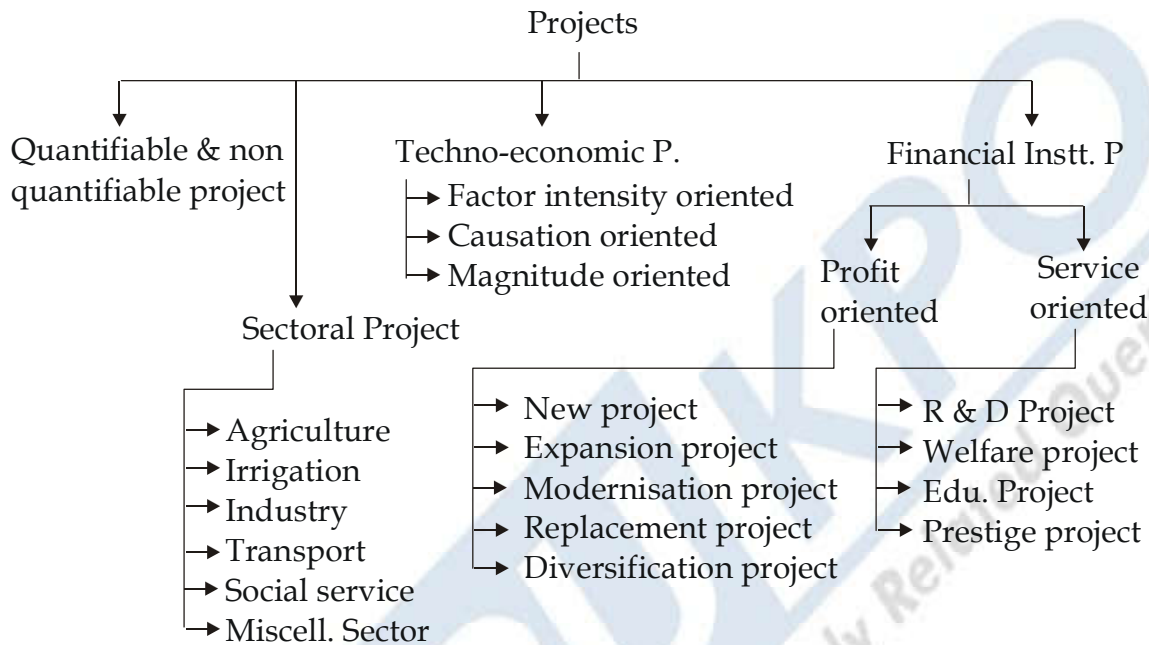 Projects
Quantifiable & non
quantifiable project
Sectoral Project
Agriculture
Irrigation
Industry
Transport
Social service
Miscell. Sector
Techno-economic P.
Factor intensity oriented
Causation oriented
Magnitude oriented
Financial Instt. P
Profit
oriented
New project
Expansion project
Modernisation project
Replacement project
Diversification project
Service
oriented
R & D Project
Welfare project
Edu. Project
Prestige project
Related